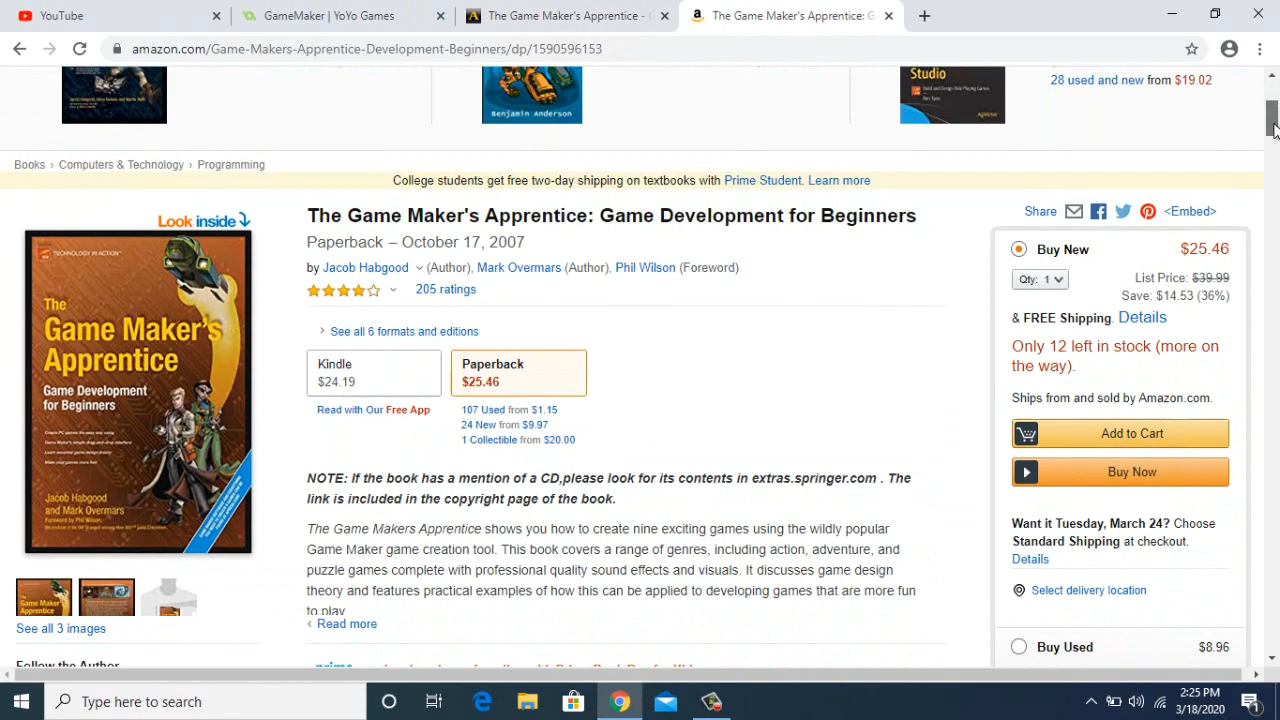 YouTube
GameMaker | YoYo Games
The Game Maker's Apprentice -
The Game Maker's Apprentice: G
amazon.com/Game-Makers-Apprentice-Development-Beginners/dp/1590596153
Benjamin Anderson
Studio
28 used and new from $19.02
Books › Computers & Technology › Programming
College students get free two-day shipping on textbooks with Prime Student. Learn more
Look inside
The Game Maker's Apprentice: Game Development for Beginners
Paperback – October 17, 2007
by Jacob Habgood (Author), Mark Overmars (Author), Phil Wilson (Foreword)
205 ratings
See all 6 formats and editions
Kindle
$24.19
Paperback
$25.46
Read with Our Free App
107 Used from $1.15
24 New from $9.97
1 Collectible from $20.00
NOTE: If the book has a mention of a CD,please look for its contents in extras.springer.com . The
link is included in the copyright page of the book.
The Game Makers Apprentice shows you how to create nine exciting games using the wildly popular
Game Maker game creation tool. This book covers a range of genres, including action, adventure, and
puzzle games complete with professional quality sound effects and visuals. It discusses game design
theory and features practical examples of how this can be applied to developing games that are more fun
to play
Read more
TECHNOLOGY IN ACTION™
The
Game Maker's
Apprentice
Game Development
for Beginners
Jacob Habgood
and Mark Overmars
Foreword by Phil Wilson,
See all 3 images
Follow the Author
Share <Embed>
Buy New $25.46
Qty: 1
List Price: $39.99
Save: $14.53 (36%)
& FREE Shipping. Details
Only 12 left in stock (more on
the way).
Ships from and sold by Amazon.com.
Add to Cart
Buy Now
Want it Tuesday, March 24? Choose
Standard Shipping at checkout.
Details
Select delivery location
Buy Used $8.96
Type here to search
2:25 PM
3/18/2020